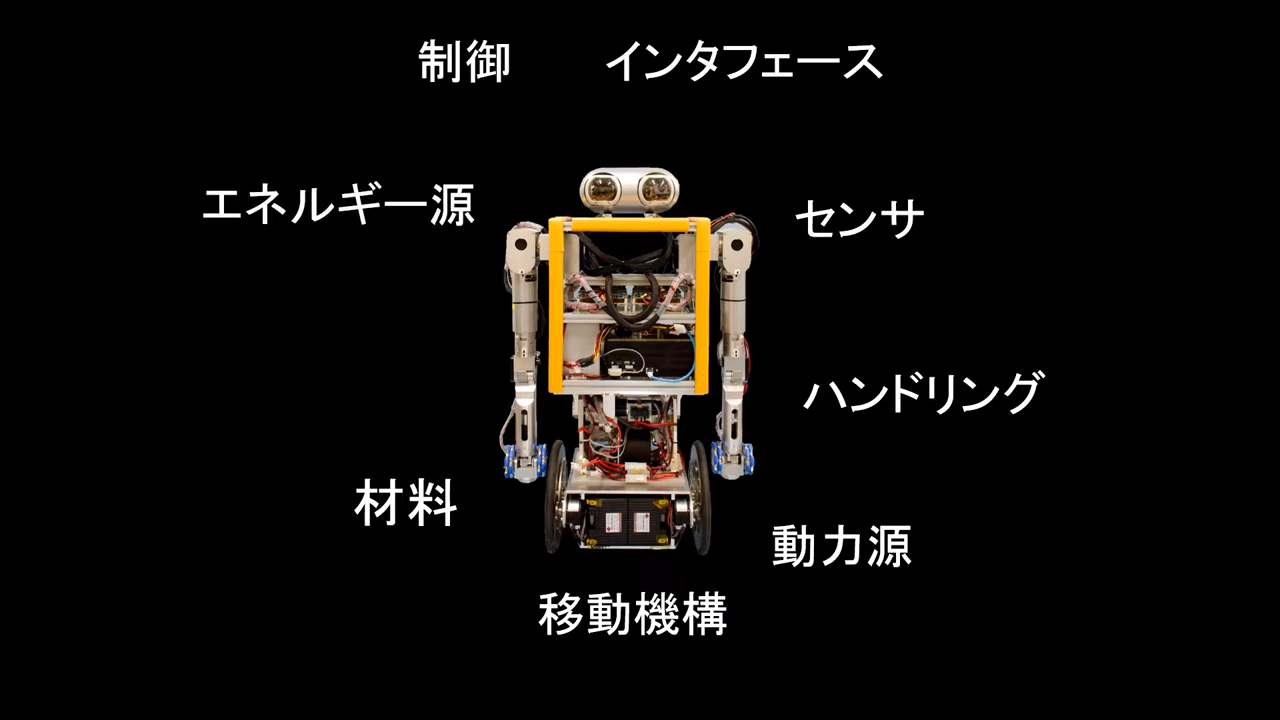 制御
インタフェース
エネルギー源
センサ
ハンドリング
材料
動力源
移動機構